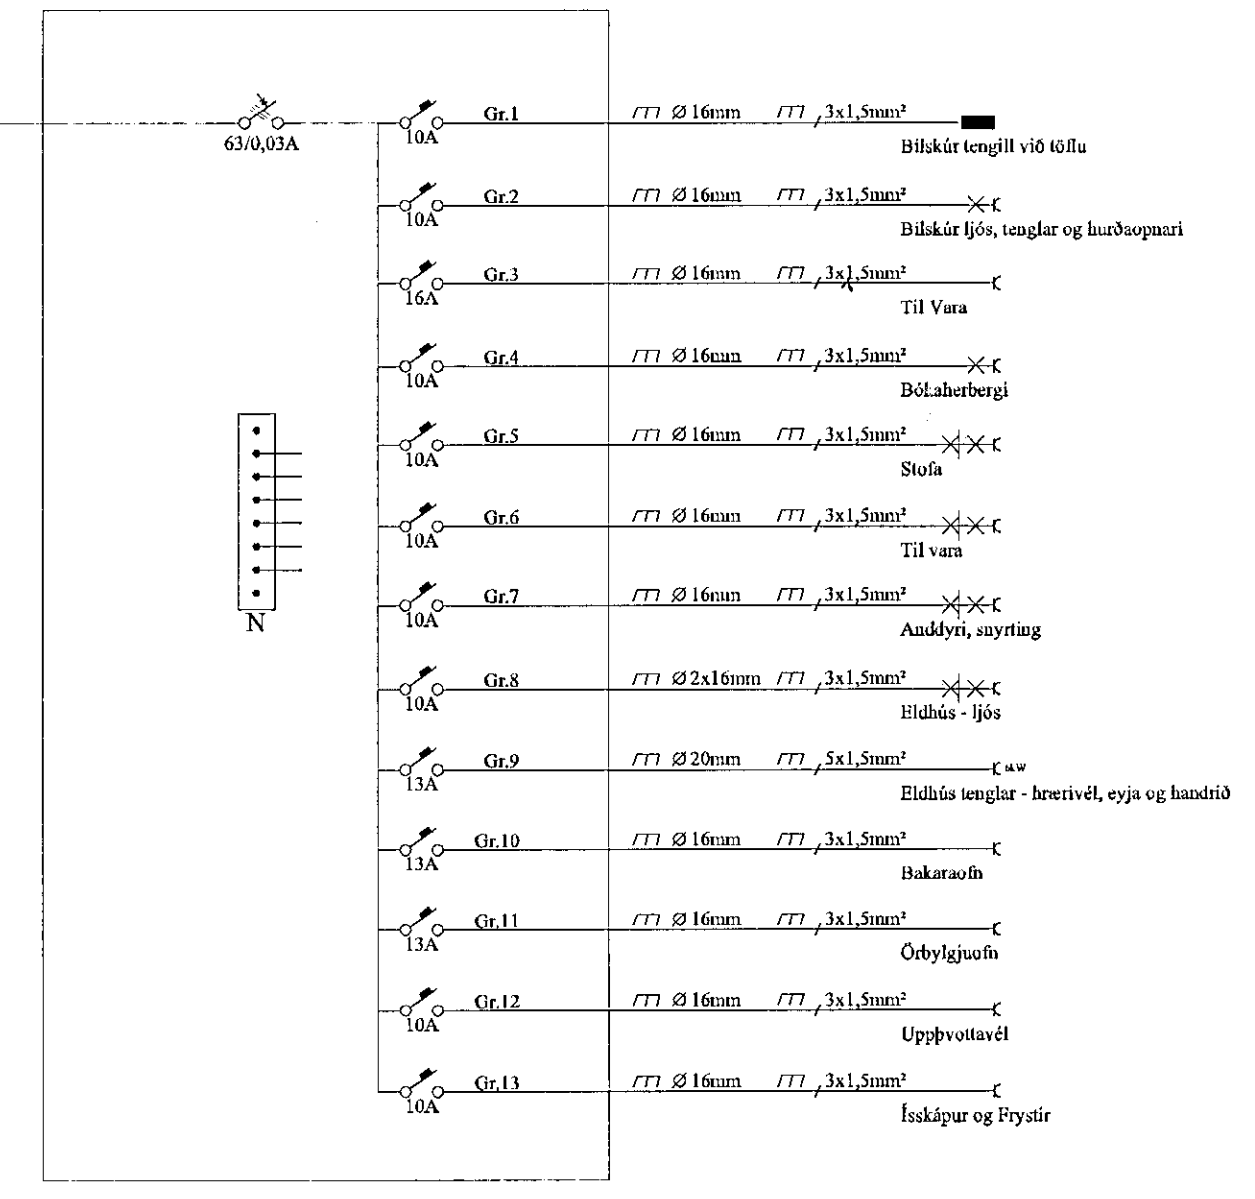 63/0,03A
10A Gr.1 Ø 16mm 3x1,5mm²
Bílskúr tengill við töflu
10A Gr.2 Ø 16mm 3x1,5mm²
Bílskúr ljós, tenglar og hurðaopnari
16A Gr.3 Ø 16mm 3x1,5mm²
Til Vara
10A Gr.4 Ø 16mm 3x1,5mm²
Bókaherbergi
10A Gr.5 Ø 16mm 3x1,5mm²
Stofa
10A Gr.6 Ø 16mm 3x1,5mm²
Til vara
10A Gr.7 Ø 16mm 3x1,5mm²
Anddyri, snyrting
N
10A Gr.8 Ø 2x16mm 3x1,5mm²
Eldhús - ljós
13A Gr.9 Ø 20mm 5x1,5mm²
Eldhús tenglar - hrærivél, eyja og handrið
13A Gr.10 Ø 16mm 3x1,5mm²
Bakaraofn
13A Gr.11 Ø 16mm 3x1,5mm²
Örbylgjuofn
10A Gr.12 Ø 16mm 3x1,5mm²
Uppþvottavél
10A Gr.13 Ø 16mm 3x1,5mm²
Ísskápur og Frystir